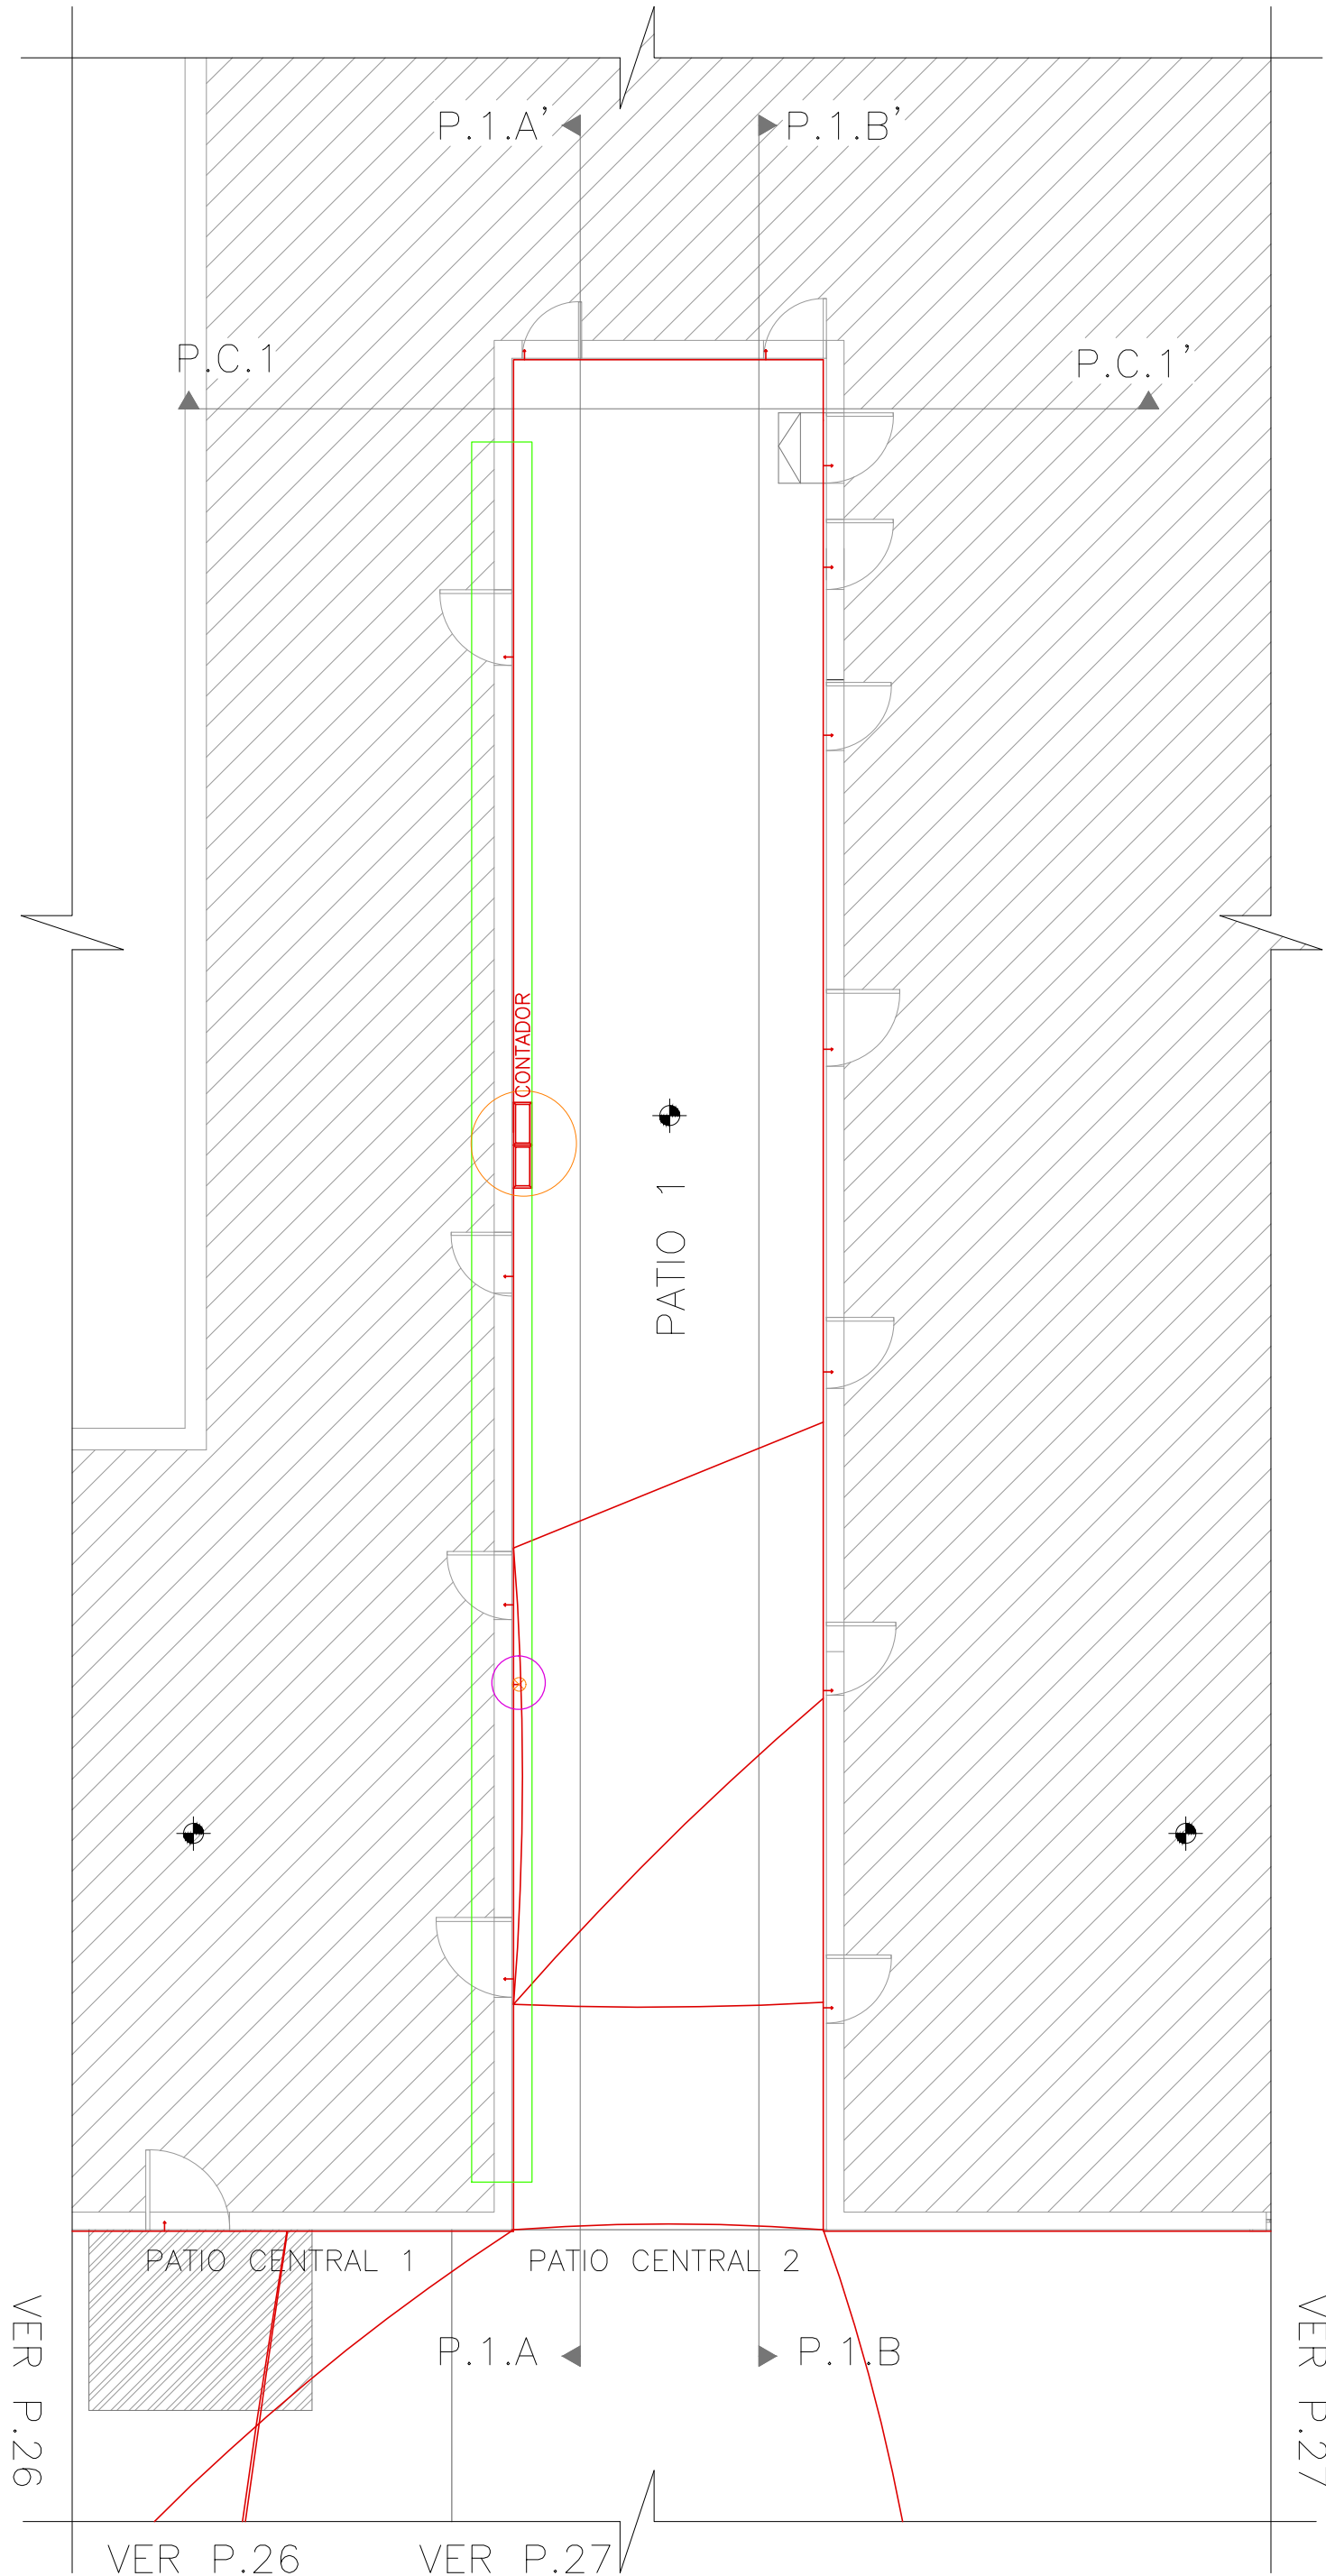 P.1.A'
P.1.B'
P.C.1
P.C.1'
CONTADOR
PATIO 1
PATIO CENTRAL 1
PATIO CENTRAL 2
VER P.26
VER P.27
P.1.A
P.1.B
VER P.26
VER P.27